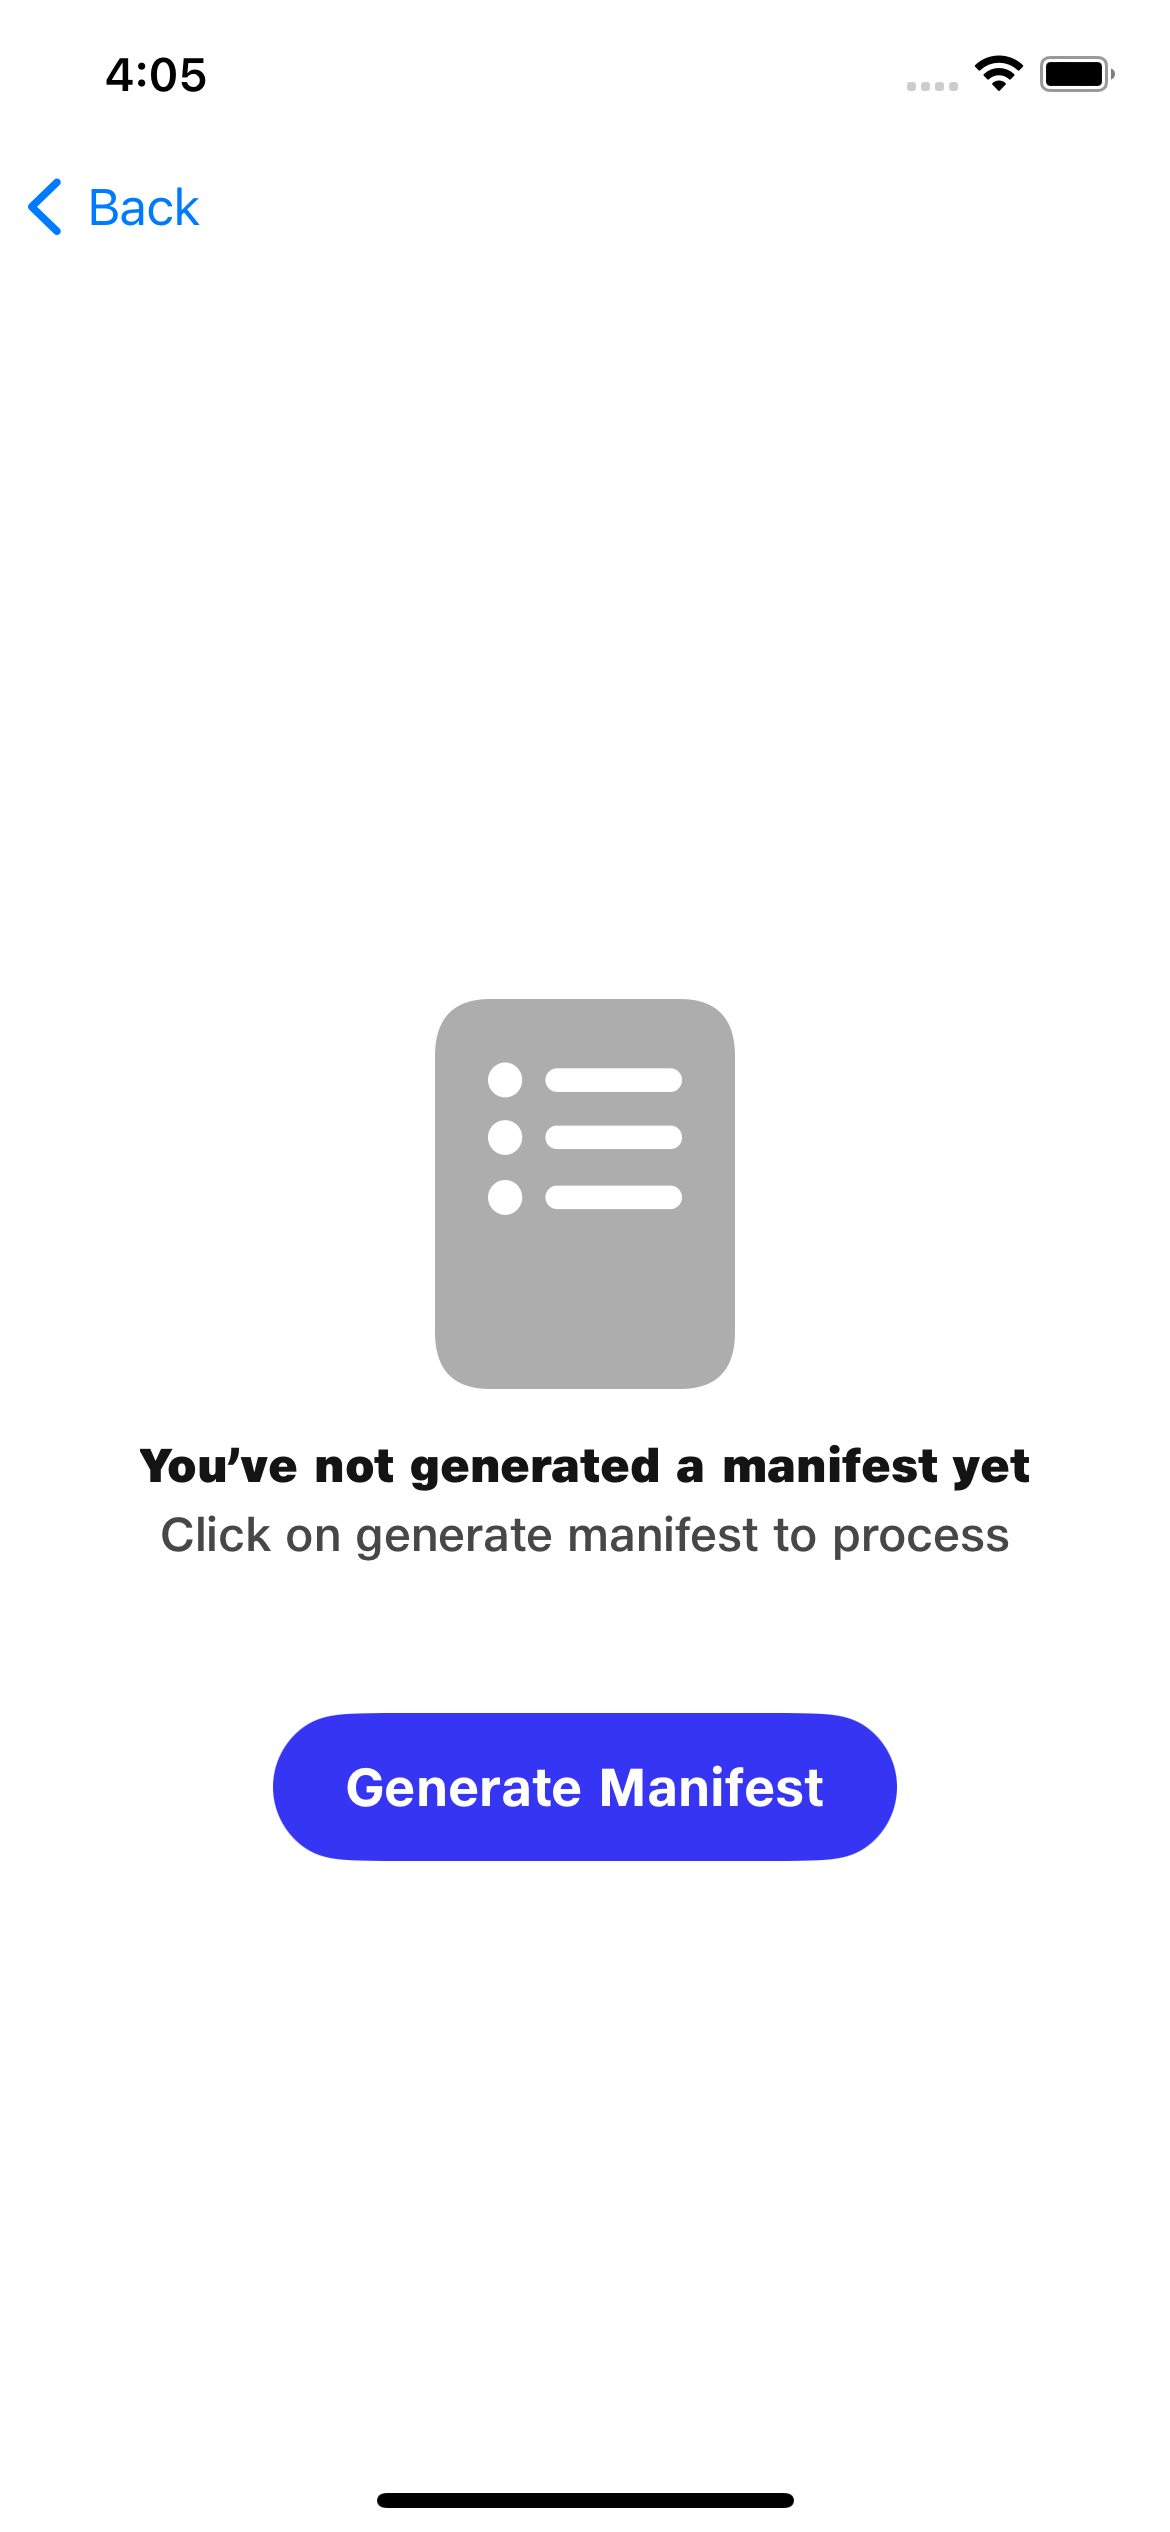 4:05
Back
You’ve not generated a manifest yet
Click on generate manifest to process
Generate Manifest